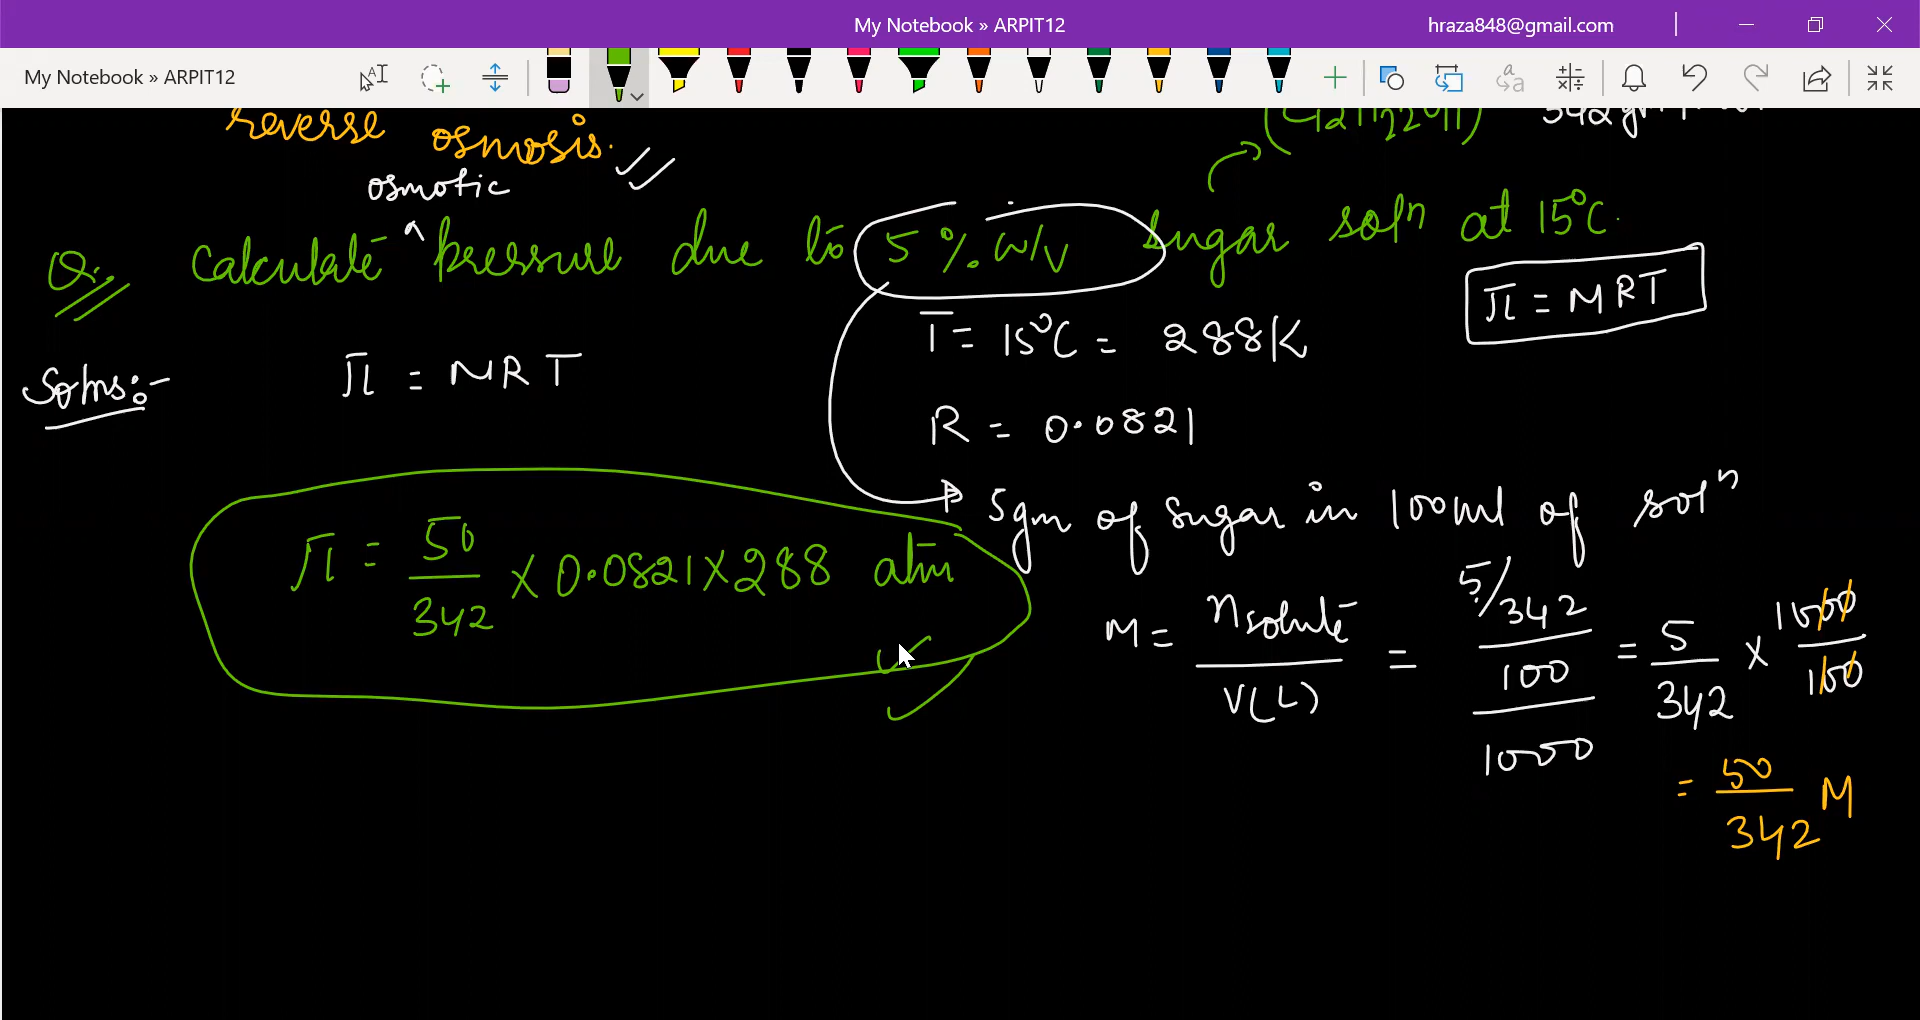 My Notebook » ARPIT12
hraza848@gmail.com
My Notebook » ARPIT12
reverse osmosis.
(C12H22O11)
osmotic
Q:, Calculate ^ pressure due to 5 %. W/V sugar solⁿ at 15°C.
π = MRT
T = 15°C = 288K
Solns:-
π = MRT
R = 0.0821
5gm of sugar in 100ml of solⁿ
π = 50/342 × 0.0821 × 288 atm
M = nsolute/V(L) = 5/342 / 100/1000 = 5/342 × 1000/100
= 50/342 M